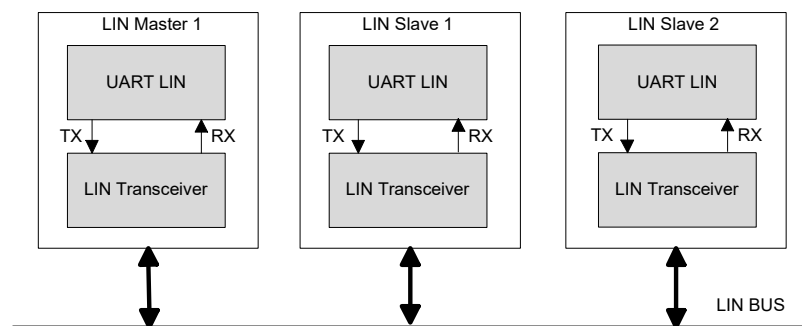 LIN Master 1
LIN Slave 1
LIN Slave 2
UART LIN
UART LIN
UART LIN
TX
RX
TX
RX
TX
RX
LIN Transceiver
LIN Transceiver
LIN Transceiver
LIN BUS